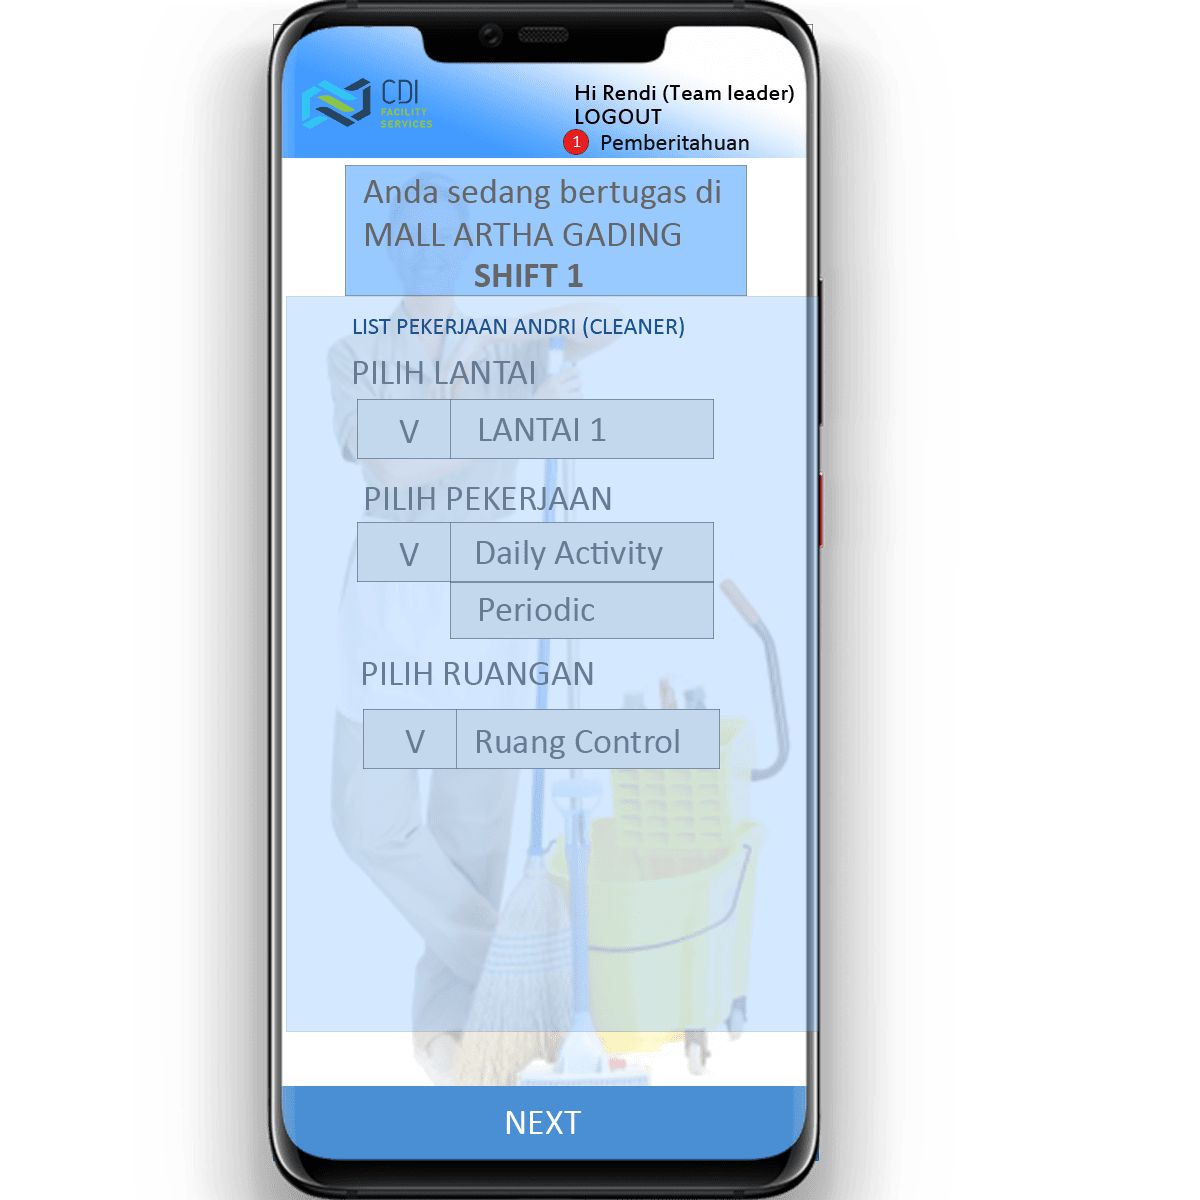 CDI
FACILITY
SERVICES
Hi Rendi (Team leader)
LOGOUT
1 Pemberitahuan
Anda sedang bertugas di
MALL ARTHA GADING
SHIFT 1
LIST PEKERJAAN ANDRI (CLEANER)
PILIH LANTAI
V LANTAI 1
PILIH PEKERJAAN
V Daily Activity
Periodic
PILIH RUANGAN
V Ruang Control
NEXT